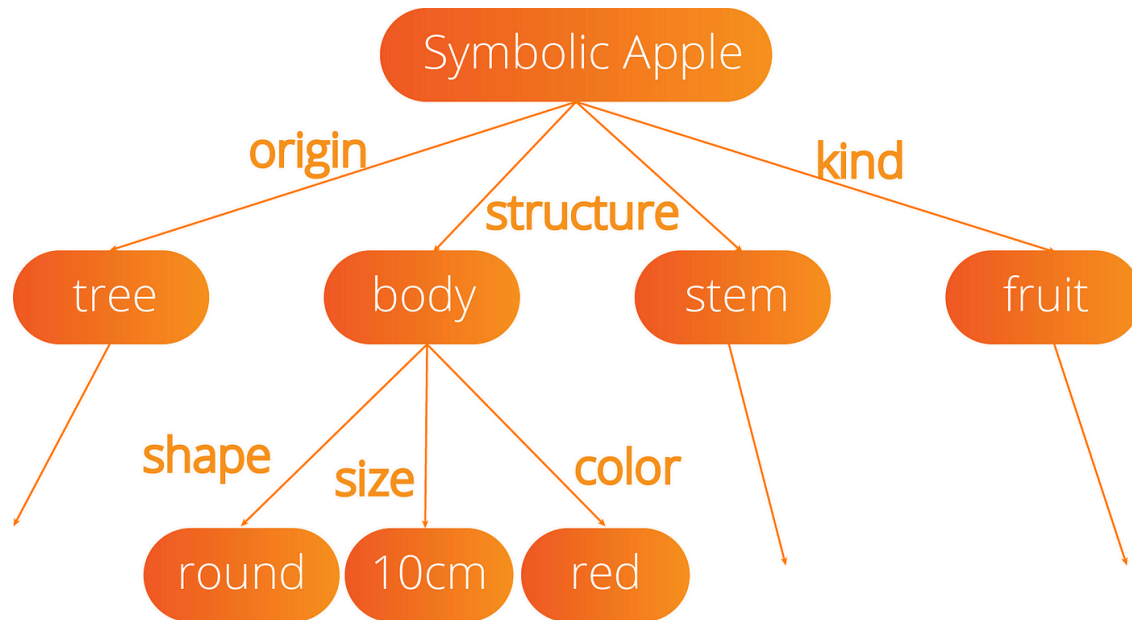 Symbolic Apple
origin
kind
structure
tree
body
stem
fruit
shape
size
color
round
10cm
red